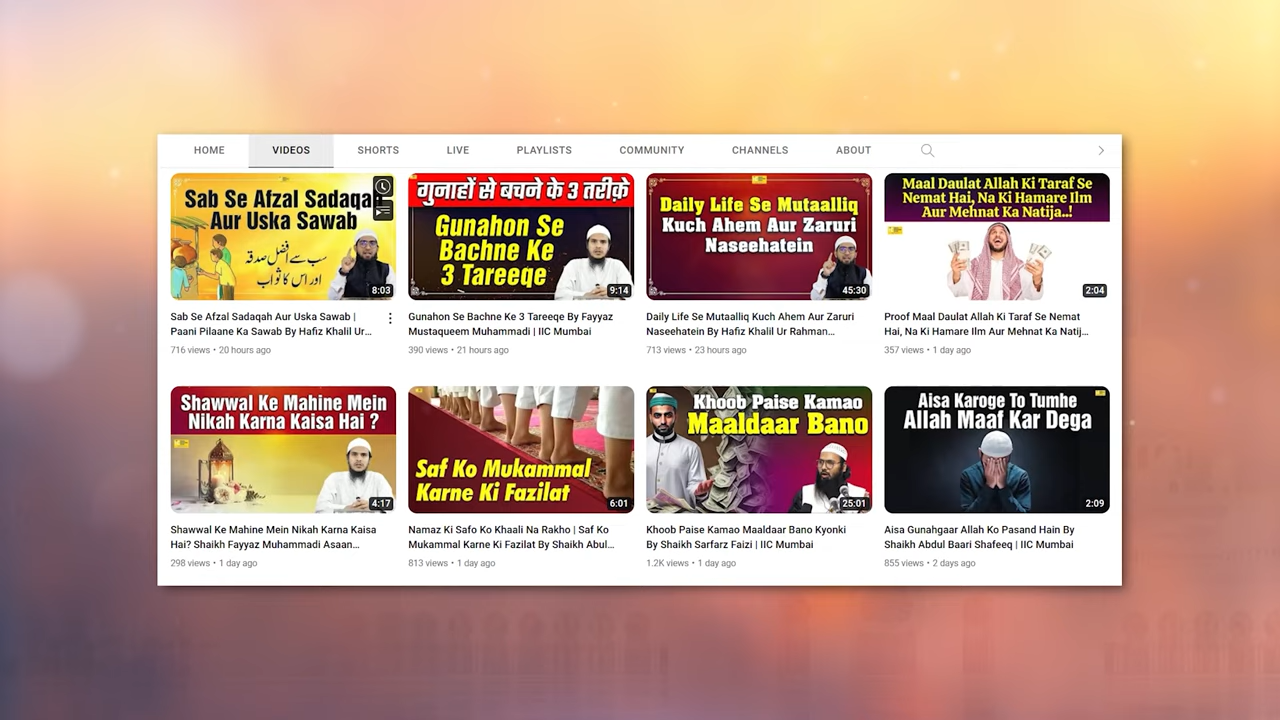 HOME VIDEOS SHORTS LIVE PLAYLISTS COMMUNITY CHANNELS ABOUT
Sab Se Afzal Sadaqah
Aur Uska Sawab
سب سے افضل صدقہ
اور اس کا ثواب
8:03
गुनाहों से बचने के 3 तरीक़े
Gunahon Se
Bachne Ke
3 Tareeqe
9:14
Daily Life Se Mutaalliq
Kuch Ahem Aur Zaruri
Naseehatein
45:30
Maal Daulat Allah Ki Taraf Se
Nemat Hai, Na Ki Hamare Ilm
Aur Mehnat Ka Natija..!
2:04
Sab Se Afzal Sadaqah Aur Uska Sawab |
Paani Pilaane Ka Sawab By Hafiz Khalil Ur...
716 views • 20 hours ago
Gunahon Se Bachne Ke 3 Tareeqe By Fayyaz
Mustaqueem Muhammadi | IIC Mumbai
390 views • 21 hours ago
Daily Life Se Mutaalliq Kuch Ahem Aur Zaruri
Naseehatein By Hafiz Khalil Ur Rahman...
713 views • 23 hours ago
Proof Maal Daulat Allah Ki Taraf Se Nemat
Hai, Na Ki Hamare Ilm Aur Mehnat Ka Natij...
357 views • 1 day ago
Shawwal Ke Mahine Mein
Nikah Karna Kaisa Hai ?
4:17
Saf Ko Mukammal
Karne Ki Fazilat
6:01
Khoob Paise Kamao
Maaldaar Bano
25:01
Aisa Karoge To Tumhe
Allah Maaf Kar Dega
2:09
Shawwal Ke Mahine Mein Nikah Karna Kaisa
Hai? Shaikh Fayyaz Muhammadi Asaan...
298 views • 1 day ago
Namaz Ki Safo Ko Khaali Na Rakho | Saf Ko
Mukammal Karne Ki Fazilat By Shaikh Abul...
813 views • 1 day ago
Khoob Paise Kamao Maaldaar Bano Kyonki
By Shaikh Sarfarz Faizi | IIC Mumbai
1.2K views • 1 day ago
Aisa Gunahgaar Allah Ko Pasand Hain By
Shaikh Abdul Baari Shafeeq | IIC Mumbai
855 views • 2 days ago